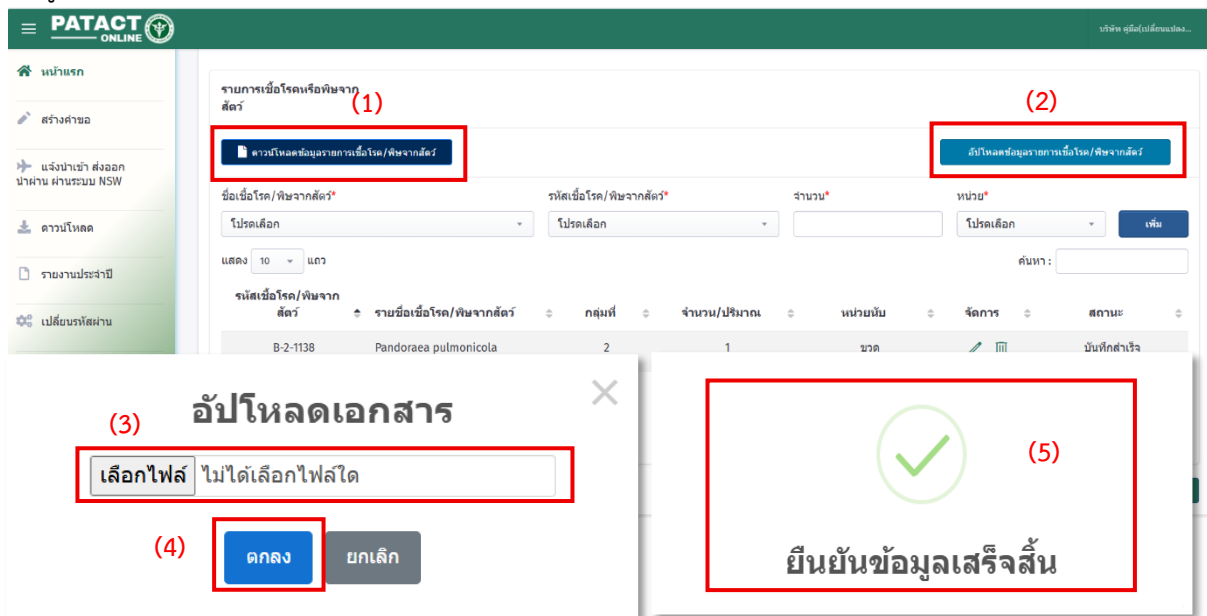 PATACT
ONLINE
บริษัท คู่มือ(เปลี่ยนแปลง...
หน้าแรก
สร้างคำขอ
แจ้งนำเข้า ส่งออก
นำผ่าน ผ่านระบบ NSW
ดาวน์โหลด
รายงานประจำปี
เปลี่ยนรหัสผ่าน
รายการเชื้อโรคหรือพิษจาก
สัตว์
(1)
(2)
ดาวน์โหลดข้อมูลรายการเชื้อโรค/พิษจากสัตว์
อัปโหลดข้อมูลรายการเชื้อโรค/พิษจากสัตว์
ชื่อเชื้อโรค/พิษจากสัตว์* รหัสเชื้อโรค/พิษจากสัตว์* จำนวน* หน่วย*
โปรดเลือก โปรดเลือก โปรดเลือก เพิ่ม
แสดง 10 แถว ค้นหา :
รหัสเชื้อโรค/พิษจาก
สัตว์ รายชื่อเชื้อโรค/พิษจากสัตว์ กลุ่มที่ จำนวน/ปริมาณ หน่วยนับ จัดการ สถานะ
B-2-1138 Pandoraea pulmonicola 2 1 ขวด บันทึกสำเร็จ
อัปโหลดเอกสาร
(3)
เลือกไฟล์ ไม่ได้เลือกไฟล์ใด
(4)
ตกลง ยกเลิก
(5)
ยืนยันข้อมูลเสร็จสิ้น